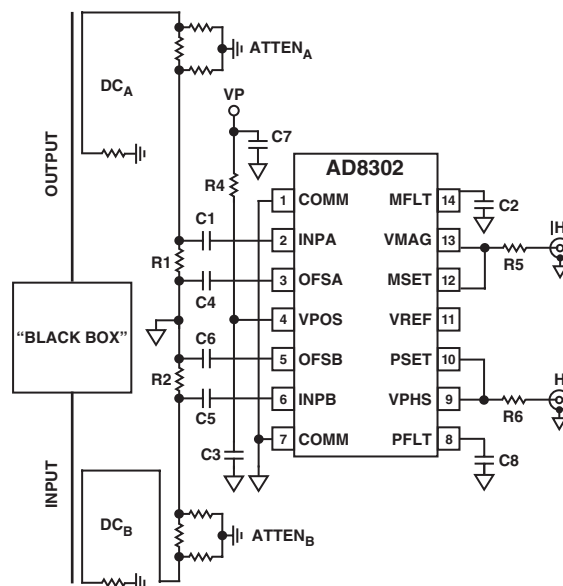 ATTENA
DCA
VP
C7
OUTPUT
R4
AD8302
1 COMM MFLT 14
C2
C1
2 INPA VMAG 13
|H
R1
R5
3 OFSA MSET 12
C4
"BLACK BOX"
4 VPOS VREF 11
C6
5 OFSB PSET 10
R2
H
6 INPB VPHS 9
C5
R6
7 COMM PFLT 8
C3
C8
INPUT
DCB
ATTENB